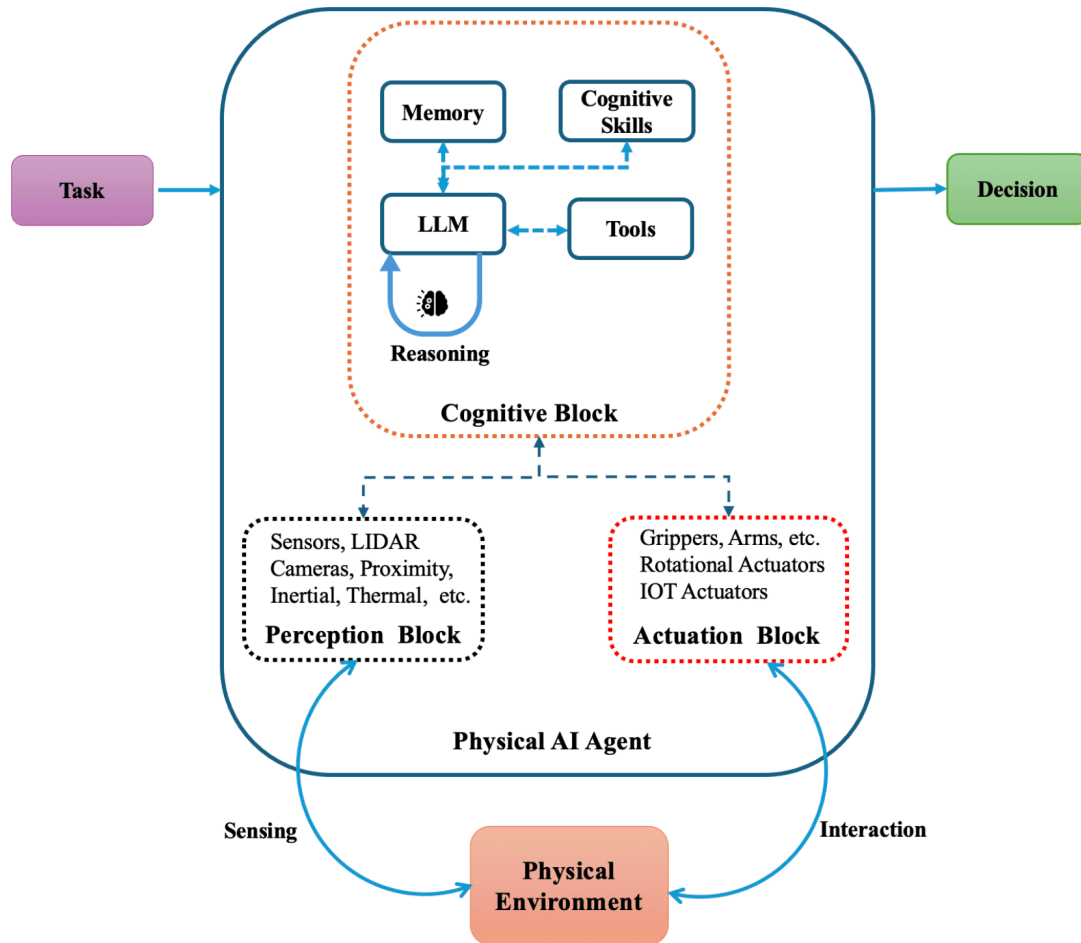 Memory
Cognitive
Skills
Task
Decision
LLM
Tools
Reasoning
Cognitive Block
Sensors, LIDAR
Cameras, Proximity,
Inertial, Thermal, etc.
Perception Block
Grippers, Arms, etc.
Rotational Actuators
IOT Actuators
Actuation Block
Physical AI Agent
Sensing
Interaction
Physical
Environment